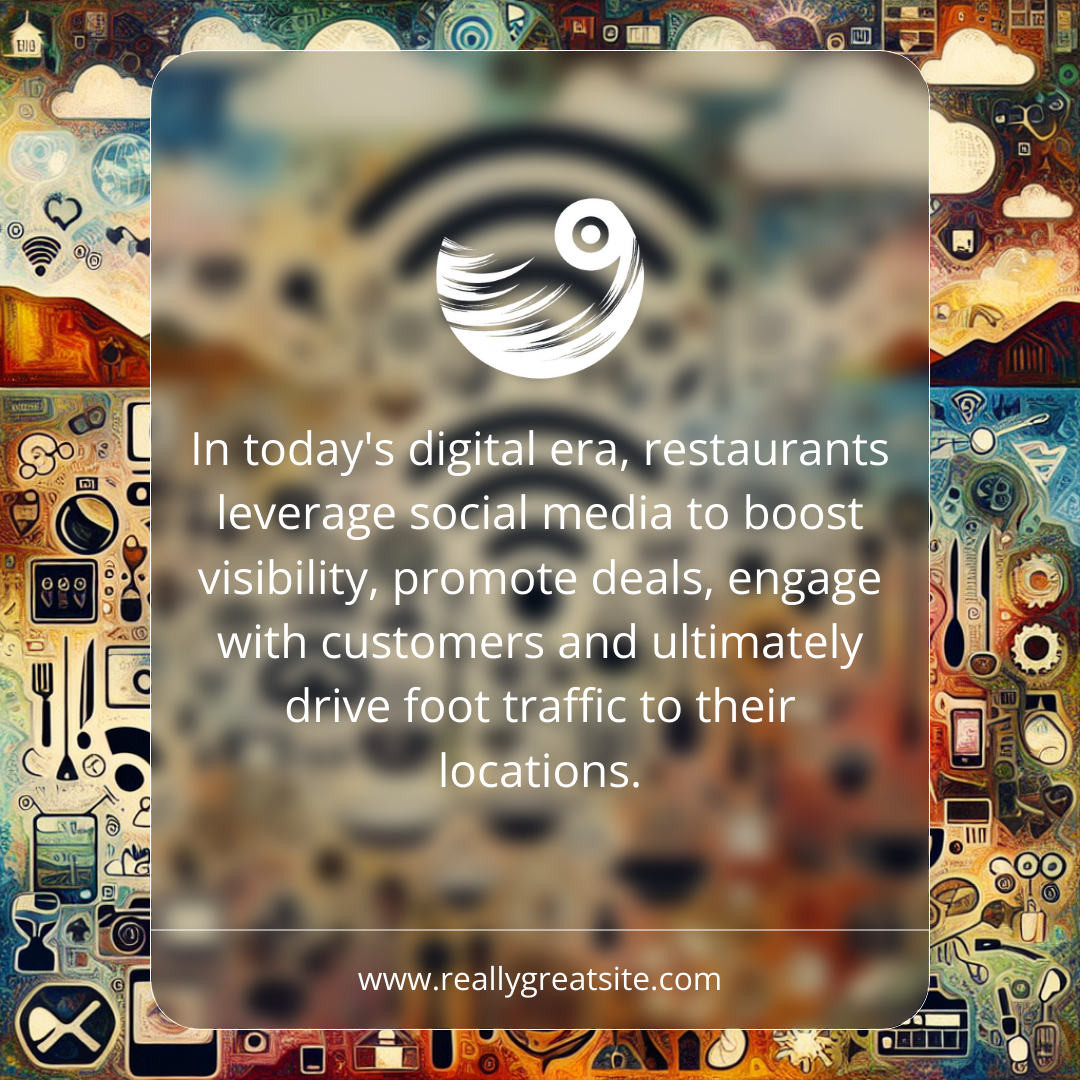 In today's digital era, restaurants
leverage social media to boost
visibility, promote deals, engage
with customers and ultimately
drive foot traffic to their
locations.
www.reallygreatsite.com